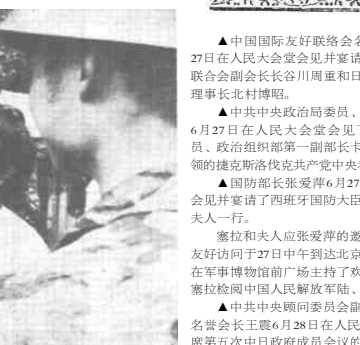 ▲中国国际友好联络会名
27日在人民大会堂会见并宴请
联合会副会长长谷川周重和日
理事长北村博昭。
▲中共中央政治局委员、
6月27日在人民大会堂会见
员、政治组织部第一副部长卡
领的捷克斯洛伐克共产党中央
▲国防部长张爱萍6月27
会见并宴请了西班牙国防大臣
夫人一行。
塞拉和夫人应张爱萍的邀
友好访问于27日中午到达北京
在军事博物馆前广场主持了欢
塞拉检阅中国人民解放军陆、
▲中共中央顾问委员会副
名誉会长王震6月28日在人民
席第五次中日政府成员会议的